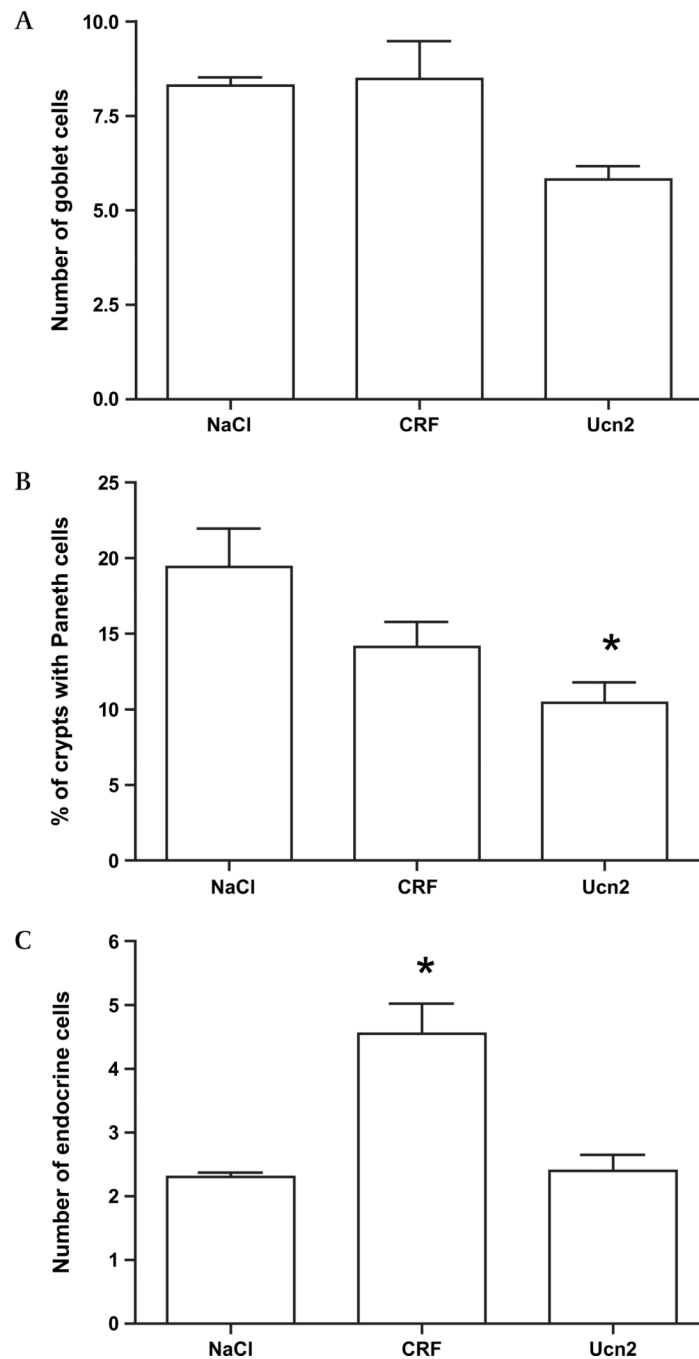 A
Number of goblet cells
10.0
7.5
5.0
2.5
0.0
NaCl
CRF
Ucn2
B
% of crypts with Paneth cells
25
20
15
10
5
0
*
NaCl
CRF
Ucn2
C
Number of endocrine cells
6
5
4
3
2
1
0
*
NaCl
CRF
Ucn2